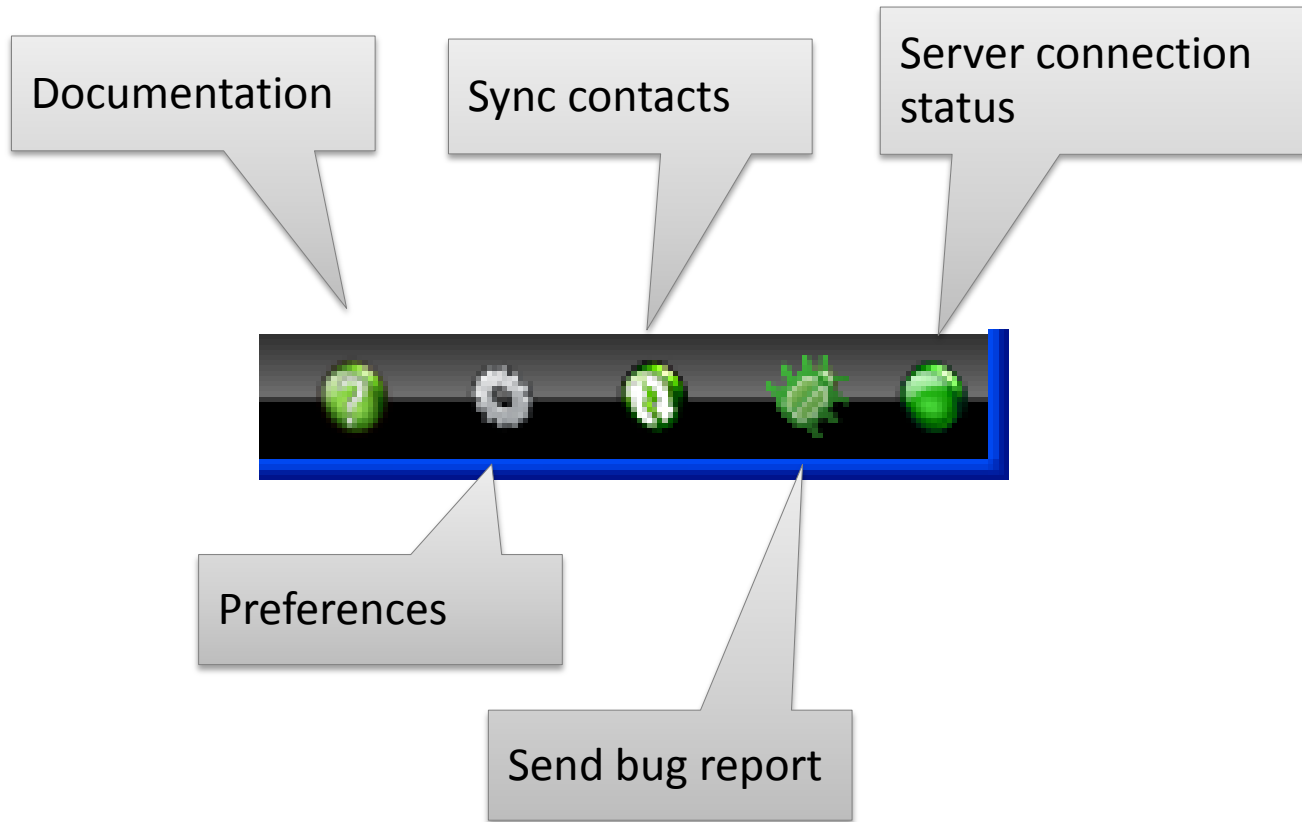 Documentation
Sync contacts
Server connection
status
?
Preferences
Send bug report